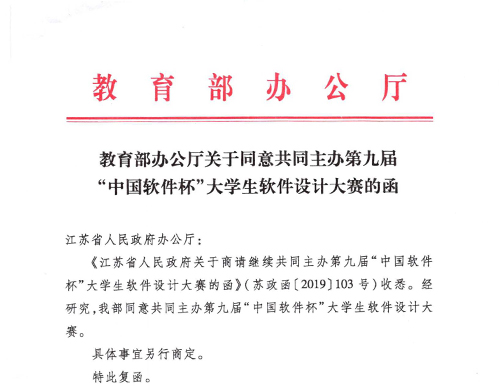 教育部办公厅
教育部办公厅关于同意共同主办第九届
“中国软件杯”大学生软件设计大赛的函
江苏省人民政府办公厅：
《江苏省人民政府关于商请继续共同主办第九届“中国软件
杯”大学生软件设计大赛的函》(苏政函〔2019〕103号)收悉。经
研究，我部同意共同主办第九届“中国软件杯”大学生软件设计大
赛。
具体事宜另行商定。
特此复函。